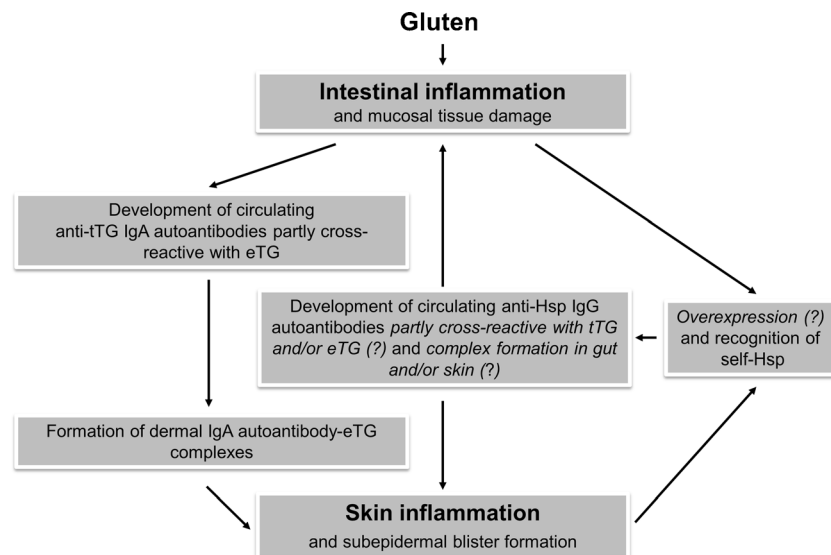 Gluten
Intestinal inflammation
and mucosal tissue damage
Development of circulating
anti-tTG IgA autoantibodies partly cross-
reactive with eTG
Development of circulating anti-Hsp IgG
autoantibodies partly cross-reactive with tTG
and/or eTG (?) and complex formation in gut
and/or skin (?)
Overexpression (?)
and recognition of
self-Hsp
Formation of dermal IgA autoantibody-eTG
complexes
Skin inflammation
and subepidermal blister formation